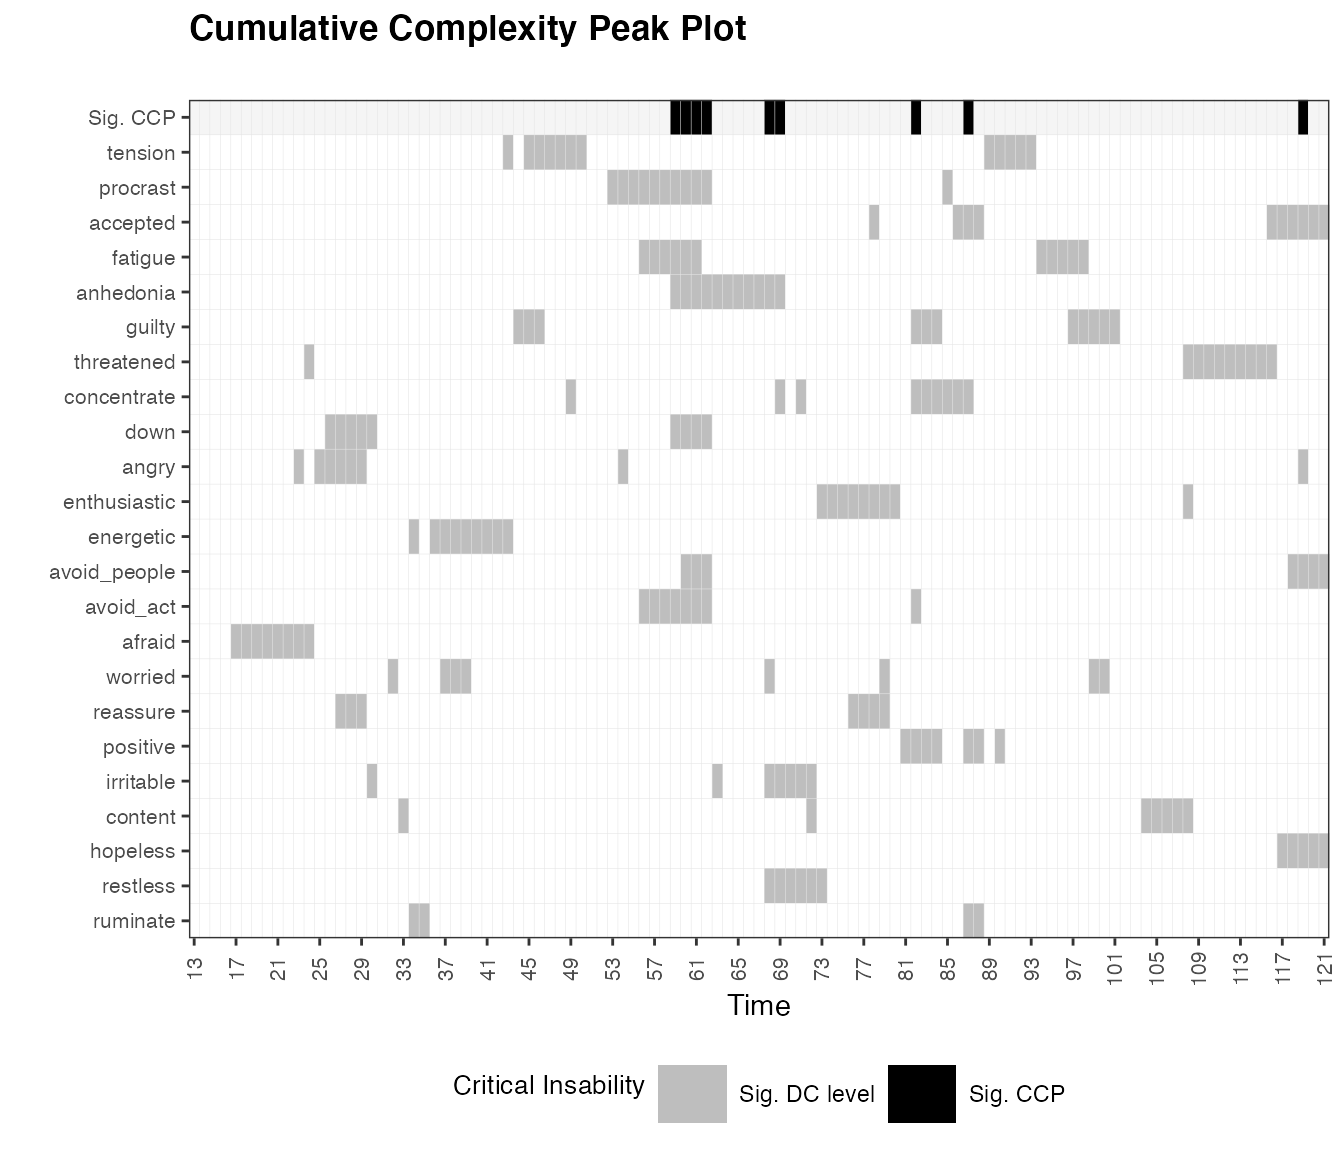 Cumulative Complexity Peak Plot
Sig. CCP
tension
procrast
accepted
fatigue
anhedonia
guilty
threatened
concentrate
down
angry
enthusiastic
energetic
avoid_people
avoid_act
afraid
worried
reassure
positive
irritable
content
hopeless
restless
ruminate
13 17 21 25 29 33 37 41 45 49 53 57 61 65 69 73 77 81 85 89 93 97 101 105 109 113 117 121
Time
Critical Insability Sig. DC level Sig. CCP